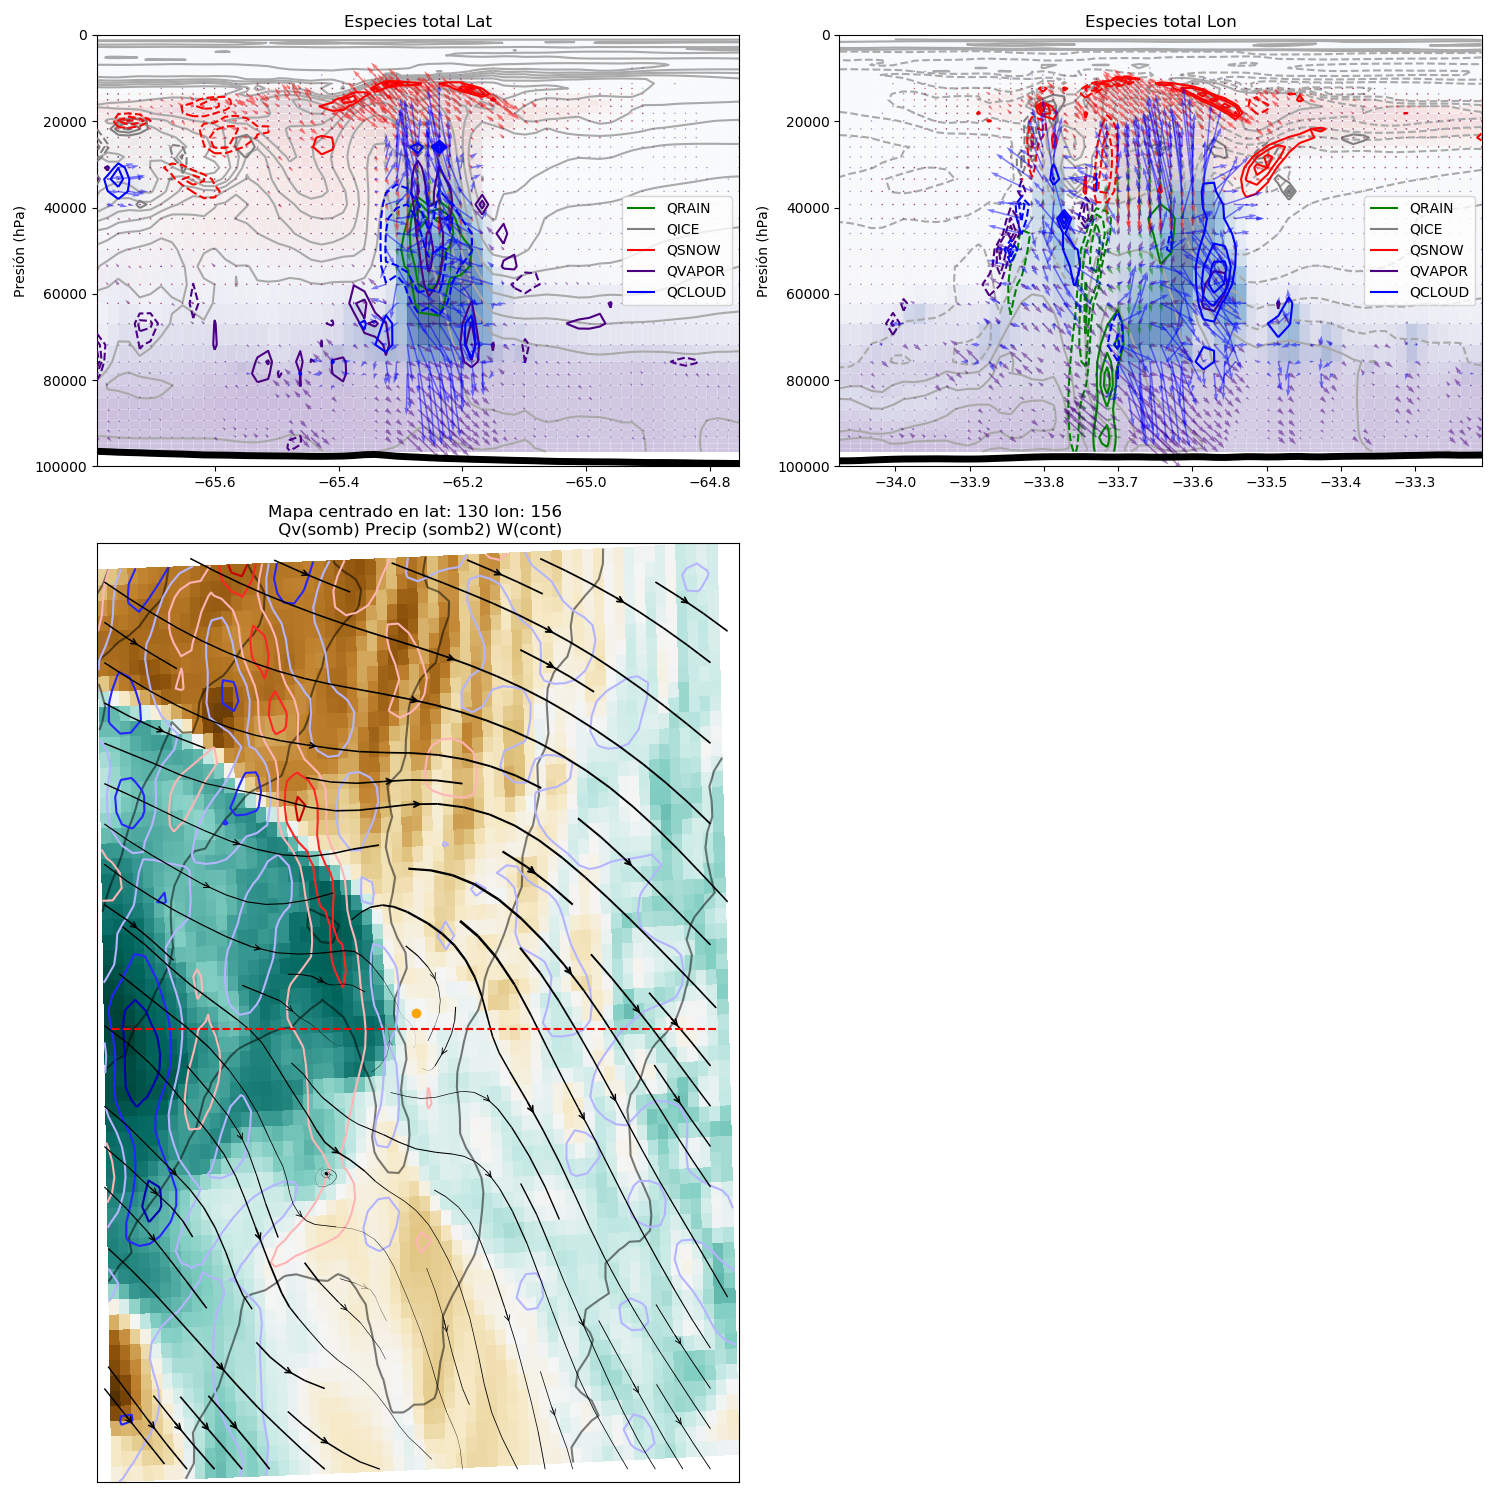 Especies total Lat
Presión (hPa)
0
20000
40000
60000
80000
100000
−65.6
−65.4
−65.2
−65.0
−64.8
QRAIN
QICE
QSNOW
QVAPOR
QCLOUD
Especies total Lon
Presión (hPa)
0
20000
40000
60000
80000
100000
−34.0
−33.9
−33.8
−33.7
−33.6
−33.5
−33.4
−33.3
QRAIN
QICE
QSNOW
QVAPOR
QCLOUD
Mapa centrado en lat: 130 lon: 156
Qv(somb) Precip (somb2) W(cont)